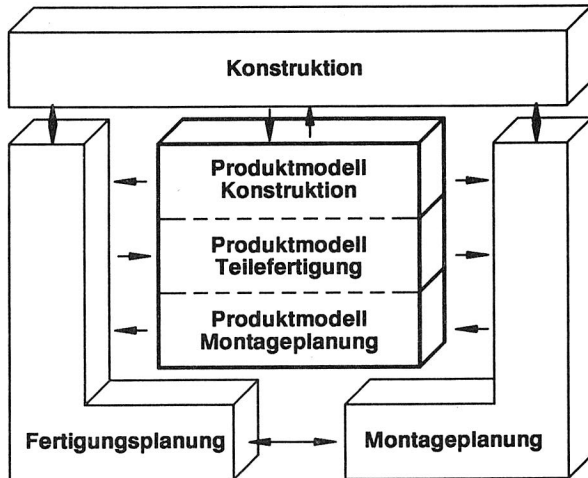 Konstruktion
Produktmodell
Konstruktion
Produktmodell
Teilefertigung
Produktmodell
Montageplanung
Fertigungsplanung
Montageplanung